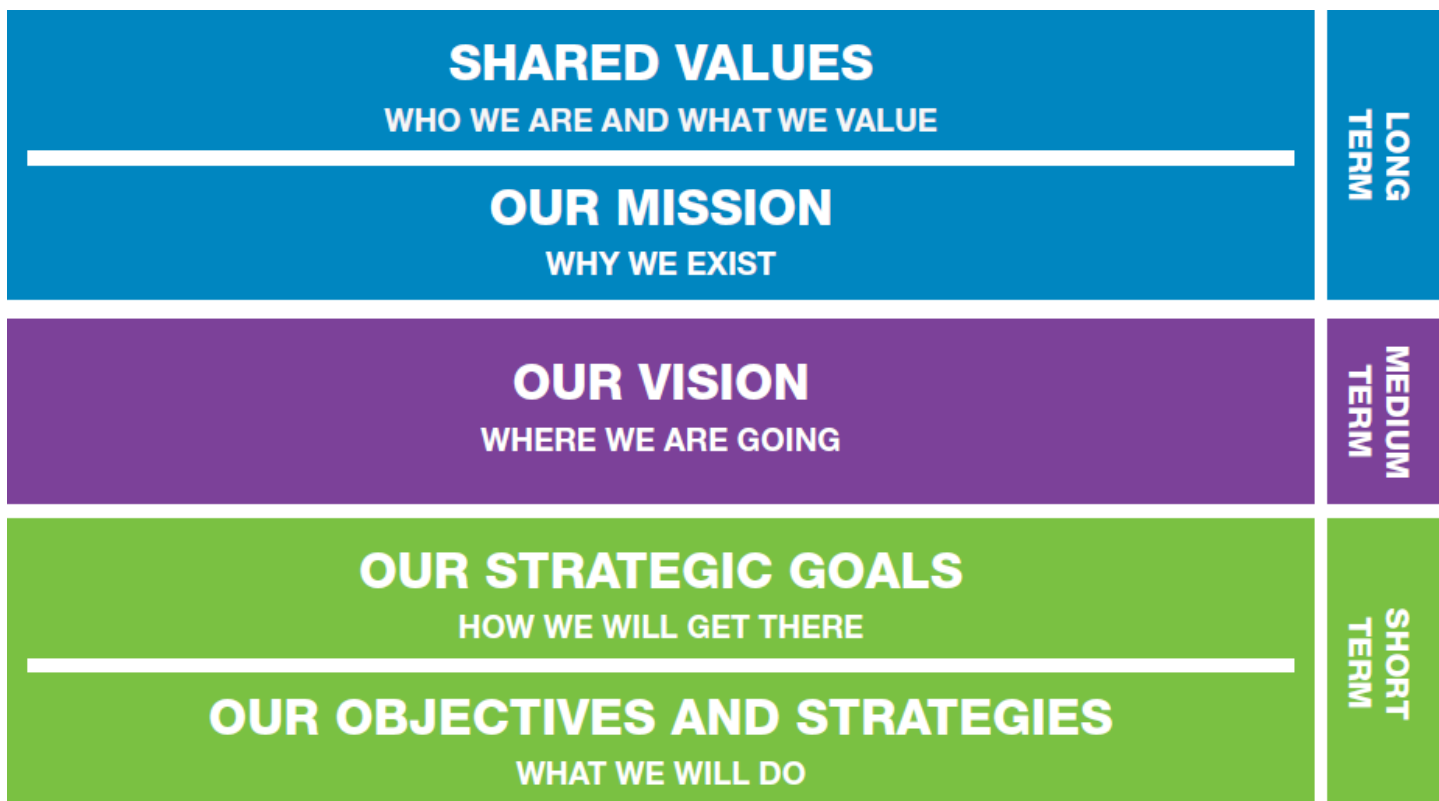 SHARED VALUES
WHO WE ARE AND WHAT WE VALUE
OUR MISSION
WHY WE EXIST
LONG
TERM
OUR VISION
WHERE WE ARE GOING
MEDIUM
TERM
OUR STRATEGIC GOALS
HOW WE WILL GET THERE
OUR OBJECTIVES AND STRATEGIES
WHAT WE WILL DO
SHORT
TERM